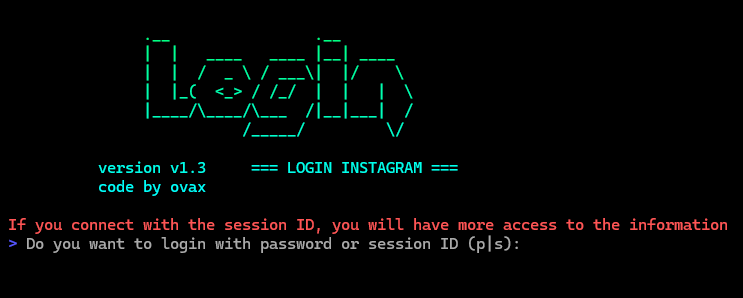 Login
version v1.3 === LOGIN INSTAGRAM ===
code by ovax
If you connect with the session ID, you will have more access to the information
> Do you want to login with password or session ID (p|s):